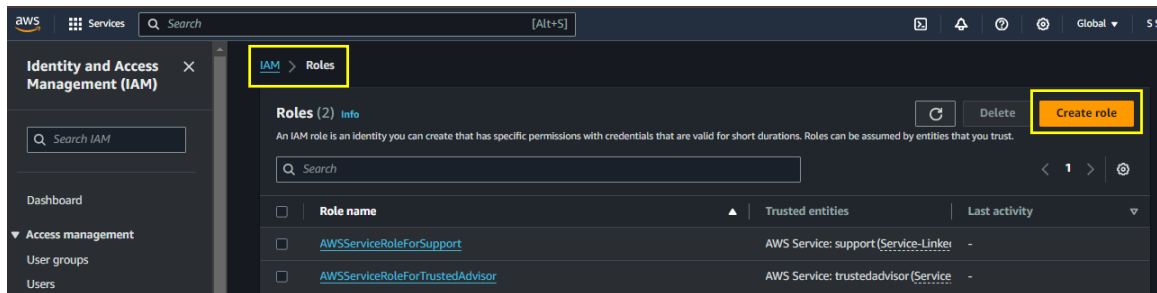 aws Services Search [Alt+S] Global
Identity and Access Management (IAM)
Search IAM
Dashboard
Access management
User groups
Users
IAM > Roles
Roles (2) Info
Delete
Create role
An IAM role is an identity you can create that has specific permissions with credentials that are valid for short durations. Roles can be assumed by entities that you trust.
Search
1
Role name Trusted entities Last activity
AWSServiceRoleForSupport AWS Service: support (Service-Linke -
AWSServiceRoleForTrustedAdvisor AWS Service: trustedadvisor (Service -